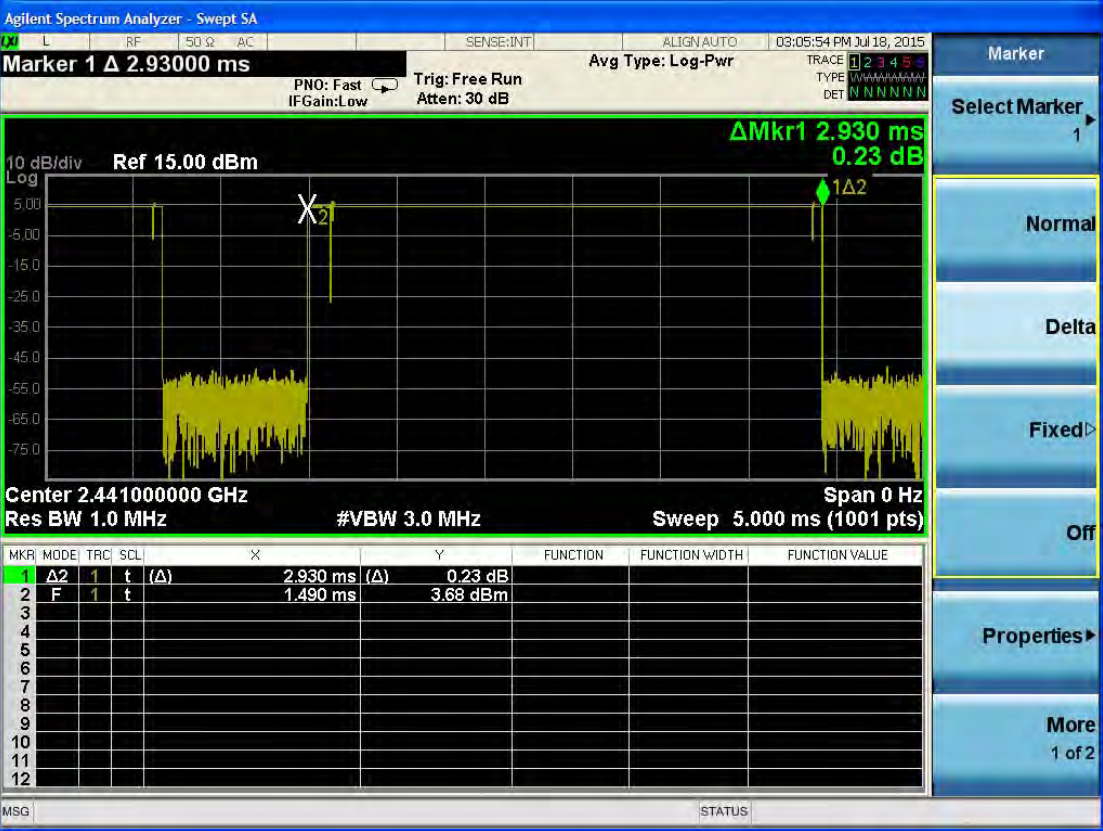 Agilent Spectrum Analyzer - Swept SA
LXI L RF 50 Ω AC SENSE:INT ALIGNAUTO 03:05:54 PM Jul 18, 2015
Marker 1 Δ 2.93000 ms
PNO: Fast
IFGain:Low
Trig: Free Run
Atten: 30 dB
Avg Type: Log-Pwr
TRACE 1 2 3 4 5 6
TYPE
DET N N N N N N
ΔMkr1 2.930 ms
0.23 dB
10 dB/div
Log
Ref 15.00 dBm
5.00
-5.00
-15.0
-25.0
-35.0
-45.0
-55.0
-65.0
-75.0
2
1Δ2
Center 2.441000000 GHz
Span 0 Hz
Res BW 1.0 MHz
#VBW 3.0 MHz
Sweep 5.000 ms (1001 pts)
MKR MODE TRC SCL X Y FUNCTION FUNCTION WIDTH FUNCTION VALUE
1 Δ2 1 t (Δ) 2.930 ms (Δ) 0.23 dB
2 F 1 t 1.490 ms 3.68 dBm
3
4
5
6
7
8
9
10
11
12
MSG
STATUS
Marker
Select Marker
1
Normal
Delta
Fixed
Off
Properties
More
1 of 2